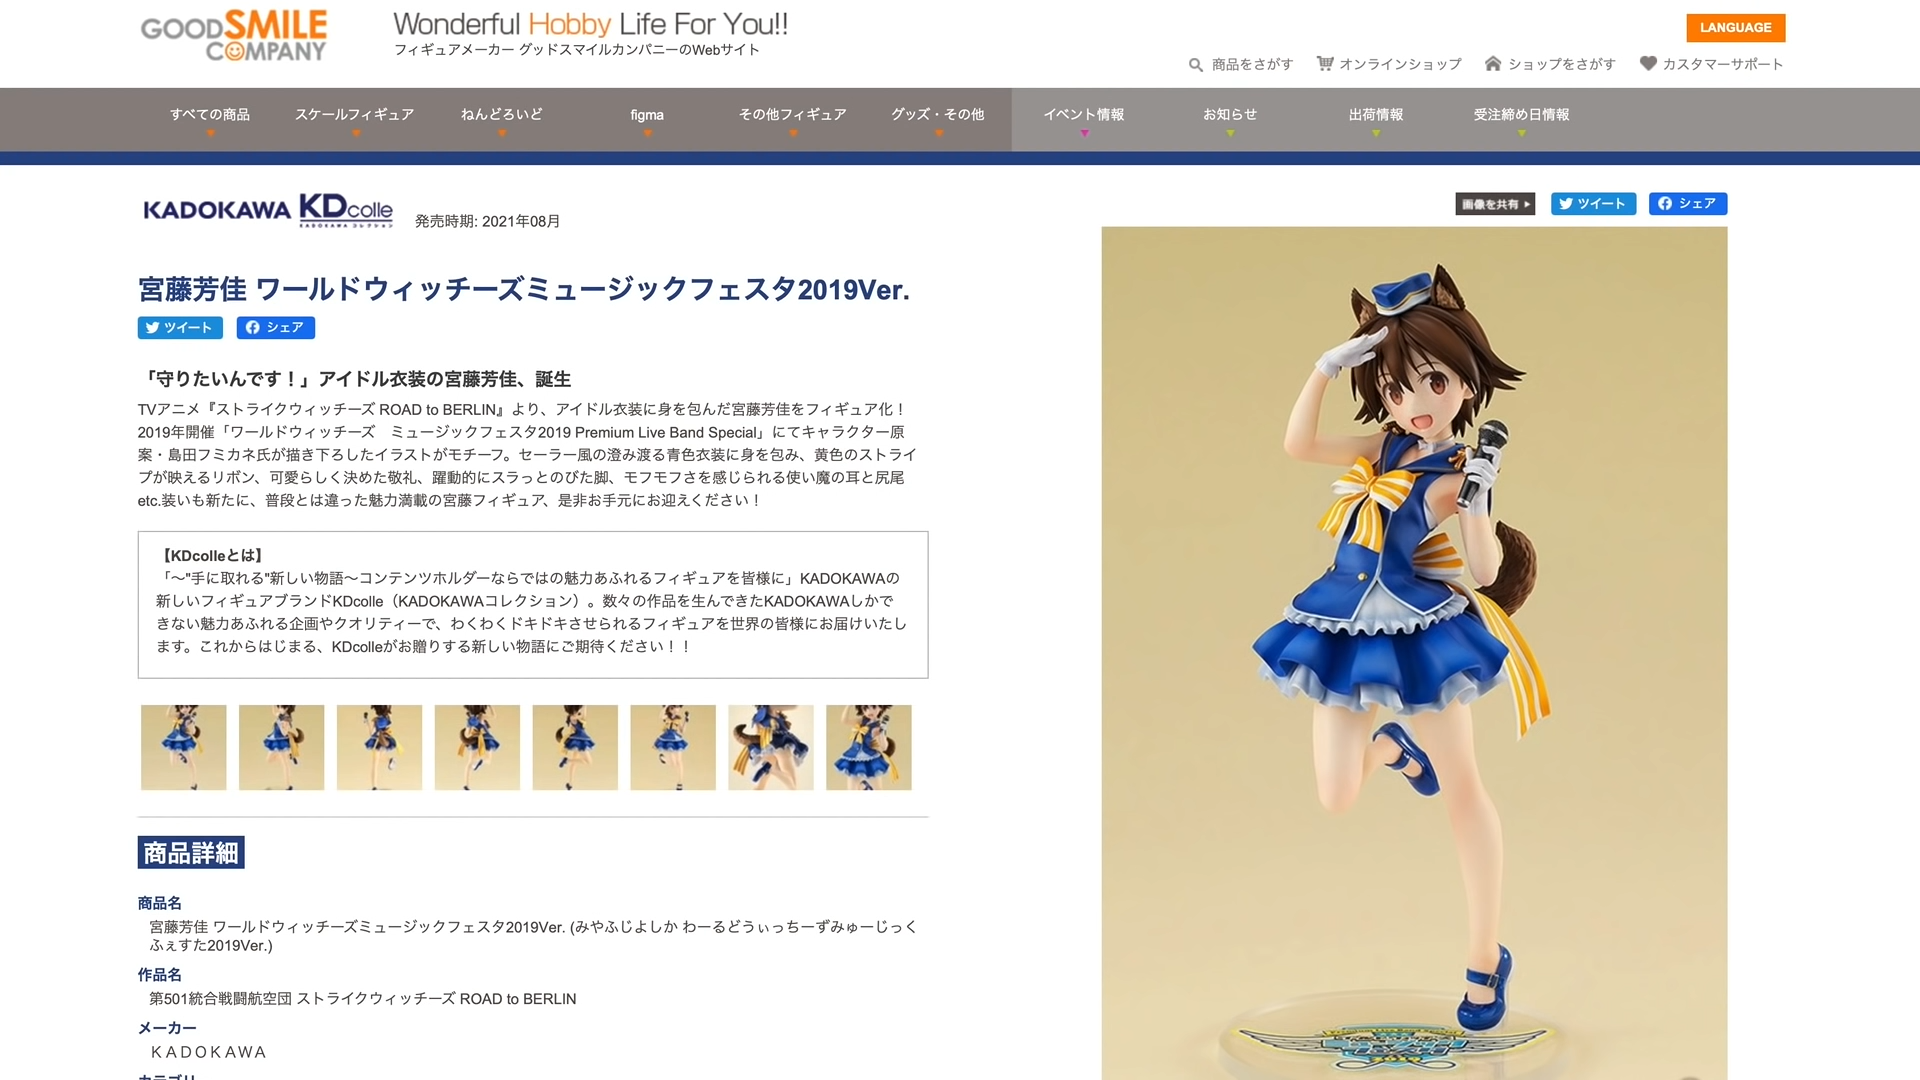 GOODSMILE COMPANY
Wonderful Hobby Life For You!!
フィギュアメーカー グッドスマイルカンパニーのWebサイト
LANGUAGE
商品をさがす オンラインショップ ショップをさがす カスタマーサポート
すべての商品 スケールフィギュア ねんどろいど figma その他フィギュア グッズ・その他 イベント情報 お知らせ 出荷情報 受注締め日情報
KADOKAWA KDcolle
KADOKAWA コレクション
発売時期: 2021年08月
画像を共有 ツイート シェア
宮藤芳佳 ワールドウィッチーズミュージックフェスタ2019Ver.
ツイート シェア
「守りたいんです！」アイドル衣装の宮藤芳佳、誕生
TVアニメ『ストライクウィッチーズ ROAD to BERLIN』より、アイドル衣装に身を包んだ宮藤芳佳をフィギュア化！
2019年開催「ワールドウィッチーズ　ミュージックフェスタ2019 Premium Live Band Special」にてキャラクター原
案・島田フミカネ氏が描き下ろしたイラストがモチーフ。セーラー風の澄み渡る青色衣装に身を包み、黄色のストライ
プが映えるリボン、可愛らしく決めた敬礼、躍動的にスラっとのびた脚、モフモフさを感じられる使い魔の耳と尻尾
etc.装いも新たに、普段とは違った魅力満載の宮藤フィギュア、是非お手元にお迎えください！
【KDcolleとは】
「～"手に取れる"新しい物語～コンテンツホルダーならではの魅力あふれるフィギュアを皆様に」KADOKAWAの
新しいフィギュアブランドKDcolle（KADOKAWAコレクション）。数々の作品を生んできたKADOKAWAしかで
きない魅力あふれる企画やクオリティーで、わくわくドキドキさせられるフィギュアを世界の皆様にお届けいたし
ます。これからはじまる、KDcolleがお贈りする新しい物語にご期待ください！！
商品詳細
商品名
宮藤芳佳 ワールドウィッチーズミュージックフェスタ2019Ver. (みやふじよしか わーるどうぃっちーずみゅーじっく
ふぇすた2019Ver.)
作品名
第501統合戦闘航空団 ストライクウィッチーズ ROAD to BERLIN
メーカー
ＫＡＤＯＫＡＷＡ
カテゴリ
2019